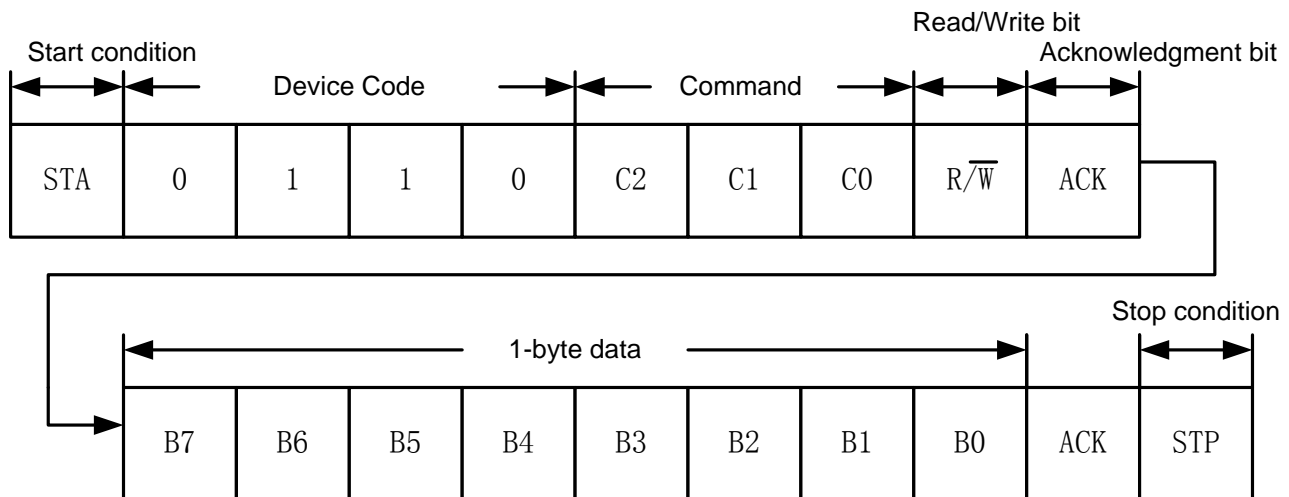 Read/Write bit
Start condition
Acknowledgment bit
Device Code
Command
STA 0 1 1 0 C2 C1 C0 R/W̅ ACK
Stop condition
1-byte data
B7 B6 B5 B4 B3 B2 B1 B0 ACK STP